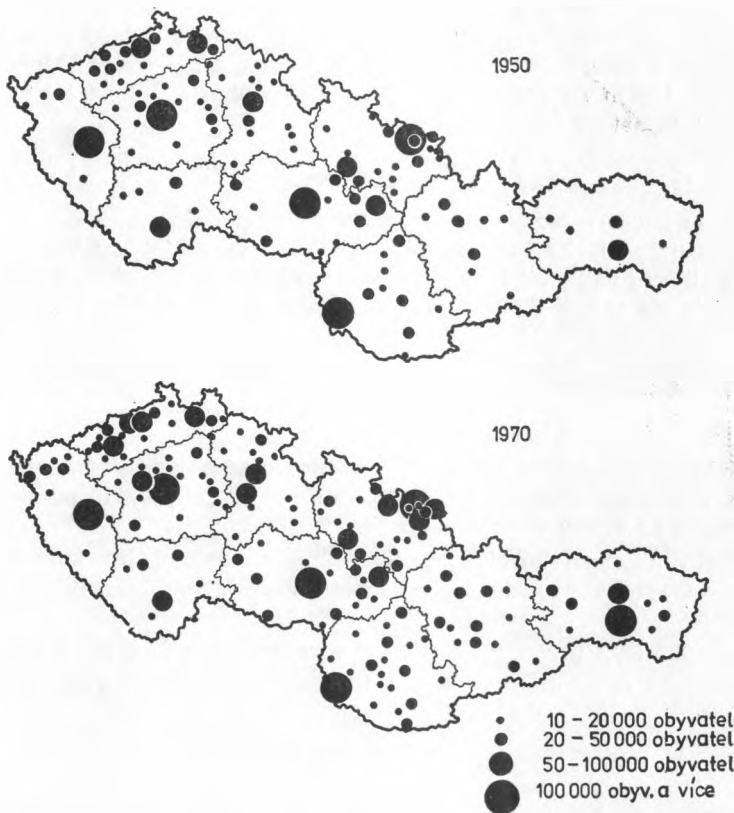 1950
1970
10 – 20 000 obyvatel
20 – 50 000 obyvatel
50 – 100 000 obyvatel
100 000 obyv. a více